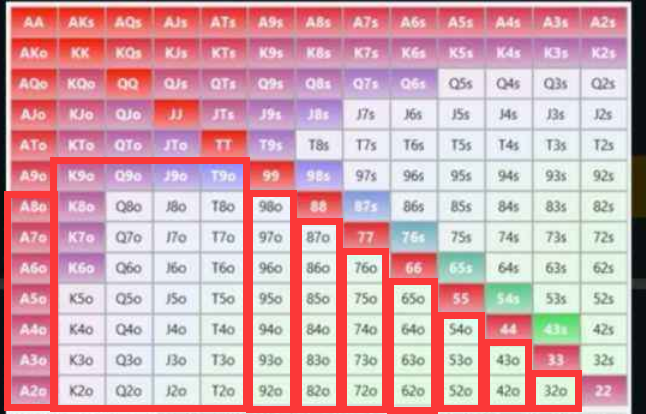 AA AKs AQs AJs ATs A9s A8s A7s A6s A5s A4s A3s A2s
AKo KK KQs KJs KTs K9s K8s K7s K6s K5s K4s K3s K2s
AQo KQo QQ QJs QTs Q9s Q8s Q7s Q6s Q5s Q4s Q3s Q2s
AJo KJo QJo JJ JTs J9s J8s J7s J6s J5s J4s J3s J2s
ATo KTo QTo JTo TT T9s T8s T7s T6s T5s T4s T3s T2s
A9o K9o Q9o J9o T9o 99 98s 97s 96s 95s 94s 93s 92s
A8o K8o Q8o J8o T8o 98o 88 87s 86s 85s 84s 83s 82s
A7o K7o Q7o J7o T7o 97o 87o 77 76s 75s 74s 73s 72s
A6o K6o Q6o J6o T6o 96o 86o 76o 66 65s 64s 63s 62s
A5o K5o Q5o J5o T5o 95o 85o 75o 65o 55 54s 53s 52s
A4o K4o Q4o J4o T4o 94o 84o 74o 64o 54o 44 43s 42s
A3o K3o Q3o J3o T3o 93o 83o 73o 63o 53o 43o 33 32s
A2o K2o Q2o J2o T2o 92o 82o 72o 62o 52o 42o 32o 22